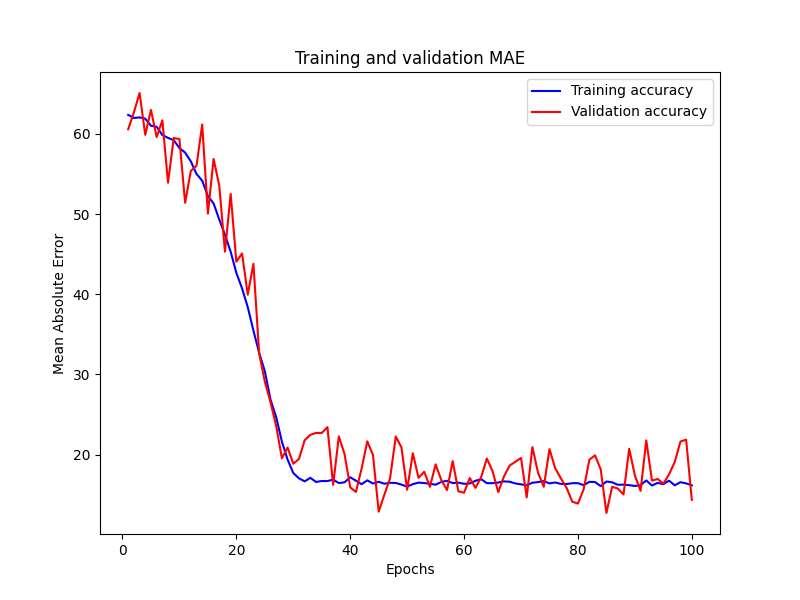 Training and validation MAE
Training accuracy
Validation accuracy
Mean Absolute Error
60
50
40
30
20
0
20
40
60
80
100
Epochs